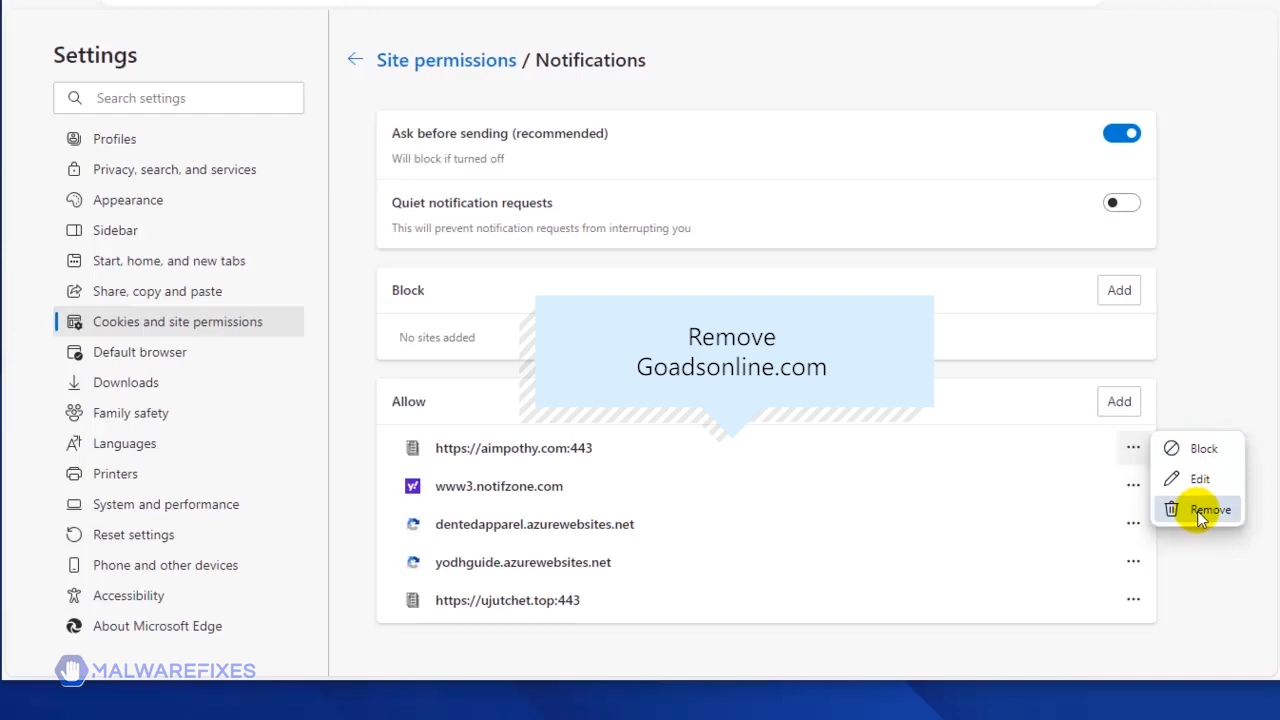 Settings
Search settings
Profiles
Privacy, search, and services
Appearance
Sidebar
Start, home, and new tabs
Share, copy and paste
Cookies and site permissions
Default browser
Downloads
Family safety
Languages
Printers
System and performance
Reset settings
Phone and other devices
Accessibility
About Microsoft Edge
MALWAREFIXES
Site permissions / Notifications
Ask before sending (recommended)
Will block if turned off
Quiet notification requests
This will prevent notification requests from interrupting you
Block
Add
No sites added
Remove
Goadsonline.com
Allow
Add
https://aimpothy.com:443
www3.notifzone.com
dentedapparel.azurewebsites.net
yodhguide.azurewebsites.net
https://ujutchet.top:443
Block
Edit
Remove